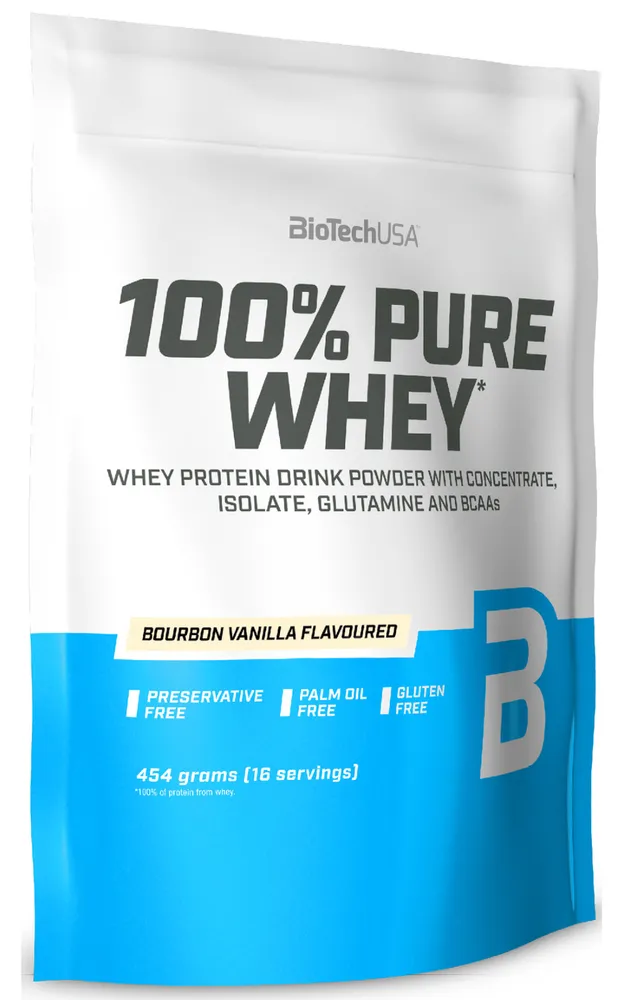 BioTechUSA™
100% PURE
WHEY*
WHEY PROTEIN DRINK POWDER WITH CONCENTRATE,
ISOLATE, GLUTAMINE AND BCAAs
BOURBON VANILLA FLAVOURED
PRESERVATIVE FREE
PALM OIL FREE
GLUTEN FREE
454 grams (16 servings)
*100% of protein from whey.
B